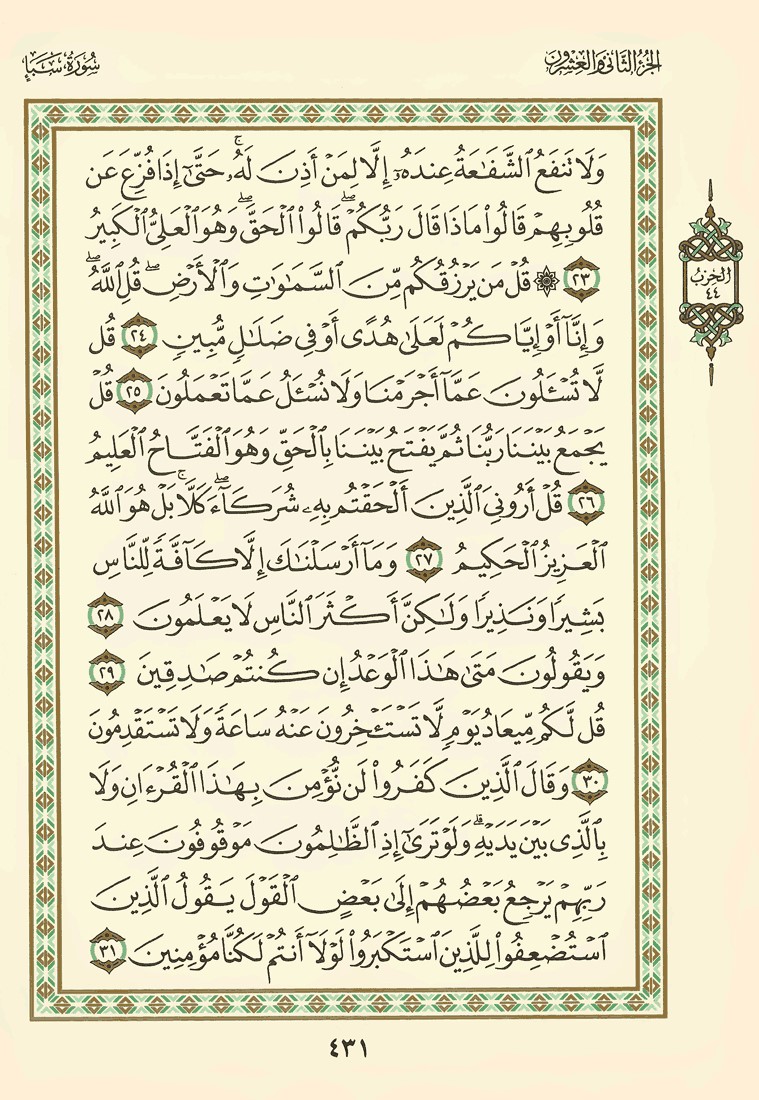 الجزء الثاني والعشرون
سورة سبإ
وَلَا تَنفَعُ ٱلشَّفَٰعَةُ عِندَهُۥٓ إِلَّا لِمَنْ أَذِنَ لَهُۥۚ حَتَّىٰٓ إِذَا فُزِّعَ عَن
قُلُوبِهِمْ قَالُوا۟ مَاذَا قَالَ رَبُّكُمْۖ قَالُوا۟ ٱلْحَقَّۖ وَهُوَ ٱلْعَلِىُّ ٱلْكَبِيرُ
٢٣ ۞ قُلْ مَن يَرْزُقُكُم مِّنَ ٱلسَّمَٰوَٰتِ وَٱلْأَرْضِۖ قُلِ ٱللَّهُۖ
وَإِنَّآ أَوْ إِيَّاكُمْ لَعَلَىٰ هُدًى أَوْ فِى ضَلَٰلٍ مُّبِينٍ ٢٤ قُل
لَّا تُسْـَٔلُونَ عَمَّآ أَجْرَمْنَا وَلَا نُسْـَٔلُ عَمَّا تَعْمَلُونَ ٢٥ قُلْ
يَجْمَعُ بَيْنَنَا رَبُّنَا ثُمَّ يَفْتَحُ بَيْنَنَا بِٱلْحَقِّ وَهُوَ ٱلْفَتَّاحُ ٱلْعَلِيمُ
٢٦ قُلْ أَرُونِىَ ٱلَّذِينَ أَلْحَقْتُم بِهِۦ شُرَكَآءَۖ كَلَّاۚ بَلْ هُوَ ٱللَّهُ
ٱلْعَزِيزُ ٱلْحَكِيمُ ٢٧ وَمَآ أَرْسَلْنَٰكَ إِلَّا كَآفَّةً لِّلنَّاسِ
بَشِيرًا وَنَذِيرًا وَلَٰكِنَّ أَكْثَرَ ٱلنَّاسِ لَا يَعْلَمُونَ ٢٨
وَيَقُولُونَ مَتَىٰ هَٰذَا ٱلْوَعْدُ إِن كُنتُمْ صَٰدِقِينَ ٢٩
قُل لَّكُم مِّيعَادُ يَوْمٍ لَّا تَسْتَـْٔخِرُونَ عَنْهُ سَاعَةً وَلَا تَسْتَقْدِمُونَ
٣٠ وَقَالَ ٱلَّذِينَ كَفَرُوا۟ لَن نُّؤْمِنَ بِهَٰذَا ٱلْقُرْءَانِ وَلَا
بِٱلَّذِى بَيْنَ يَدَيْهِۗ وَلَوْ تَرَىٰٓ إِذِ ٱلظَّٰلِمُونَ مَوْقُوفُونَ عِندَ
رَبِّهِمْ يَرْجِعُ بَعْضُهُمْ إِلَىٰ بَعْضٍ ٱلْقَوْلَ يَقُولُ ٱلَّذِينَ
ٱسْتُضْعِفُوا۟ لِلَّذِينَ ٱسْتَكْبَرُوا۟ لَوْلَآ أَنتُمْ لَكُنَّا مُؤْمِنِينَ ٣١
الحزب
٤٤
٤٣١